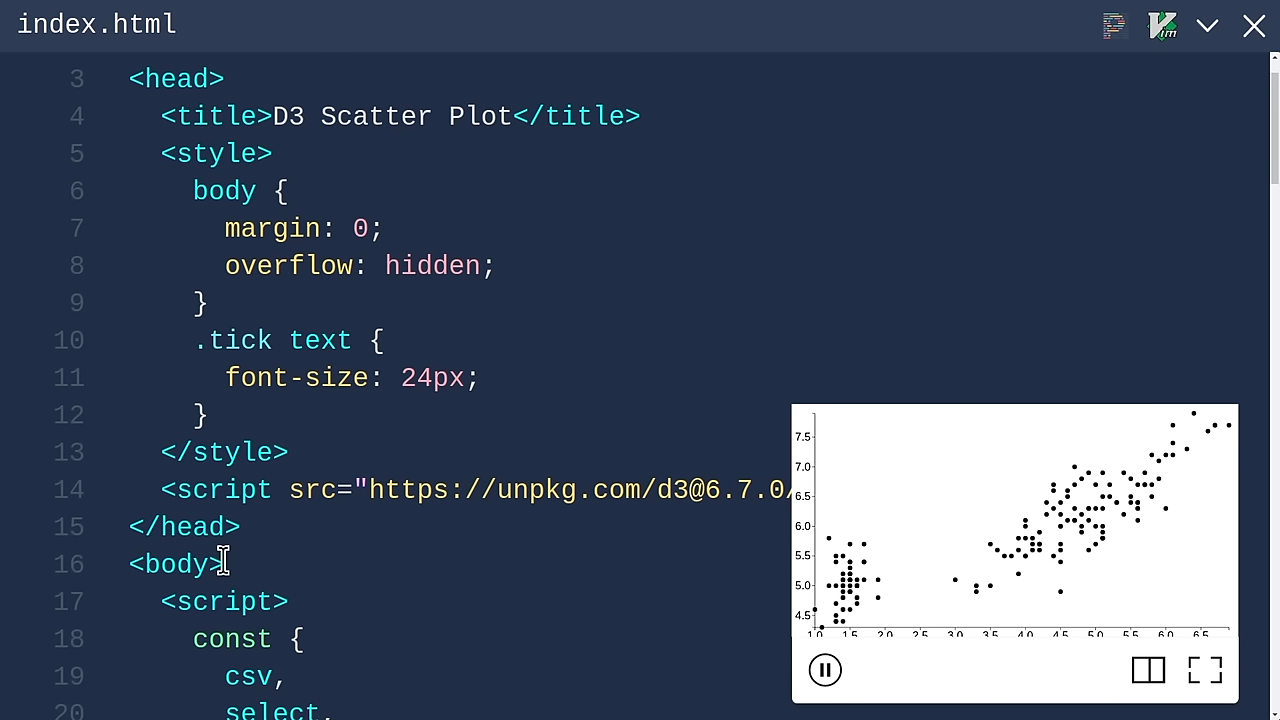 index.html
Vim
3 <head>
4 <title>D3 Scatter Plot</title>
5 <style>
6 body {
7 margin: 0;
8 overflow: hidden;
9 }
10 .tick text {
11 font-size: 24px;
12 }
13 </style>
14 <script src="https://unpkg.com/d3@6.7.0/
15 </head>
16 <body>
17 <script>
18 const {
19 csv,
20 select,
7.5
7.0
6.5
6.0
5.5
5.0
4.5
1.0 1.5 2.0 2.5 3.0 3.5 4.0 4.5 5.0 5.5 6.0 6.5